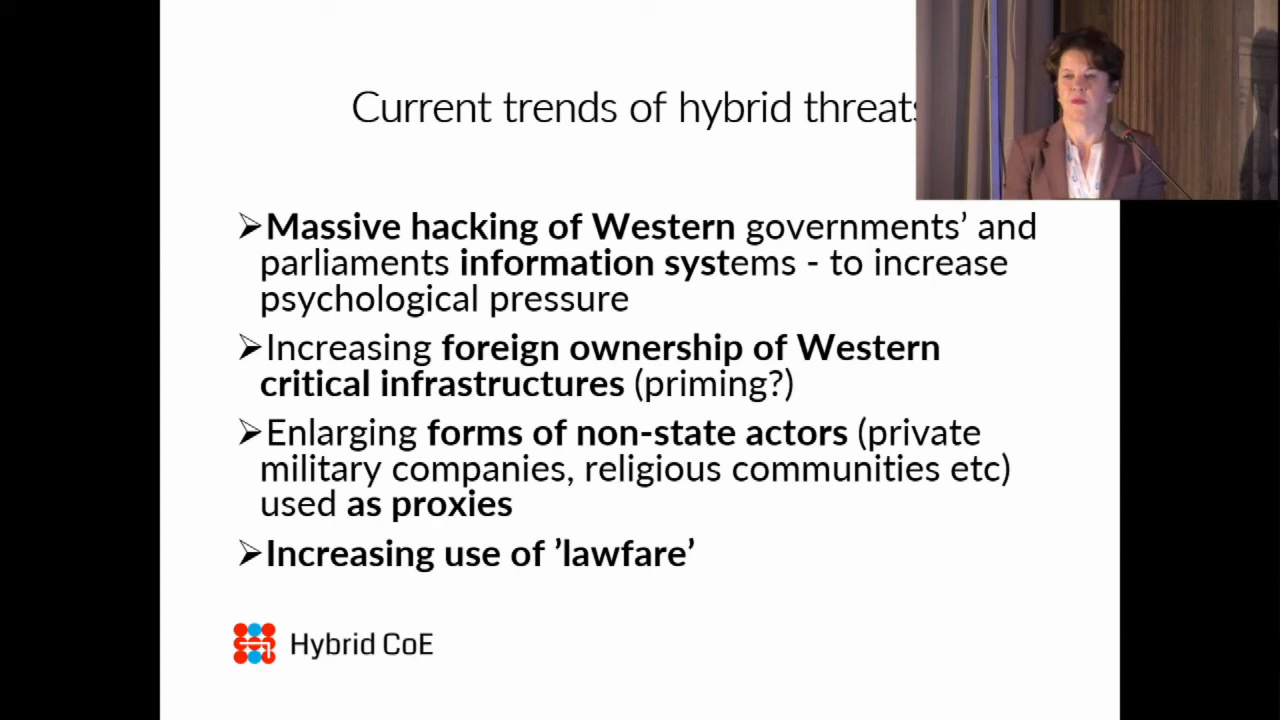 Current trends of hybrid threats
➢Massive hacking of Western governments’ and
parliaments information systems - to increase
psychological pressure
➢Increasing foreign ownership of Western
critical infrastructures (priming?)
➢Enlarging forms of non-state actors (private
military companies, religious communities etc)
used as proxies
➢Increasing use of ’lawfare’
Hybrid CoE